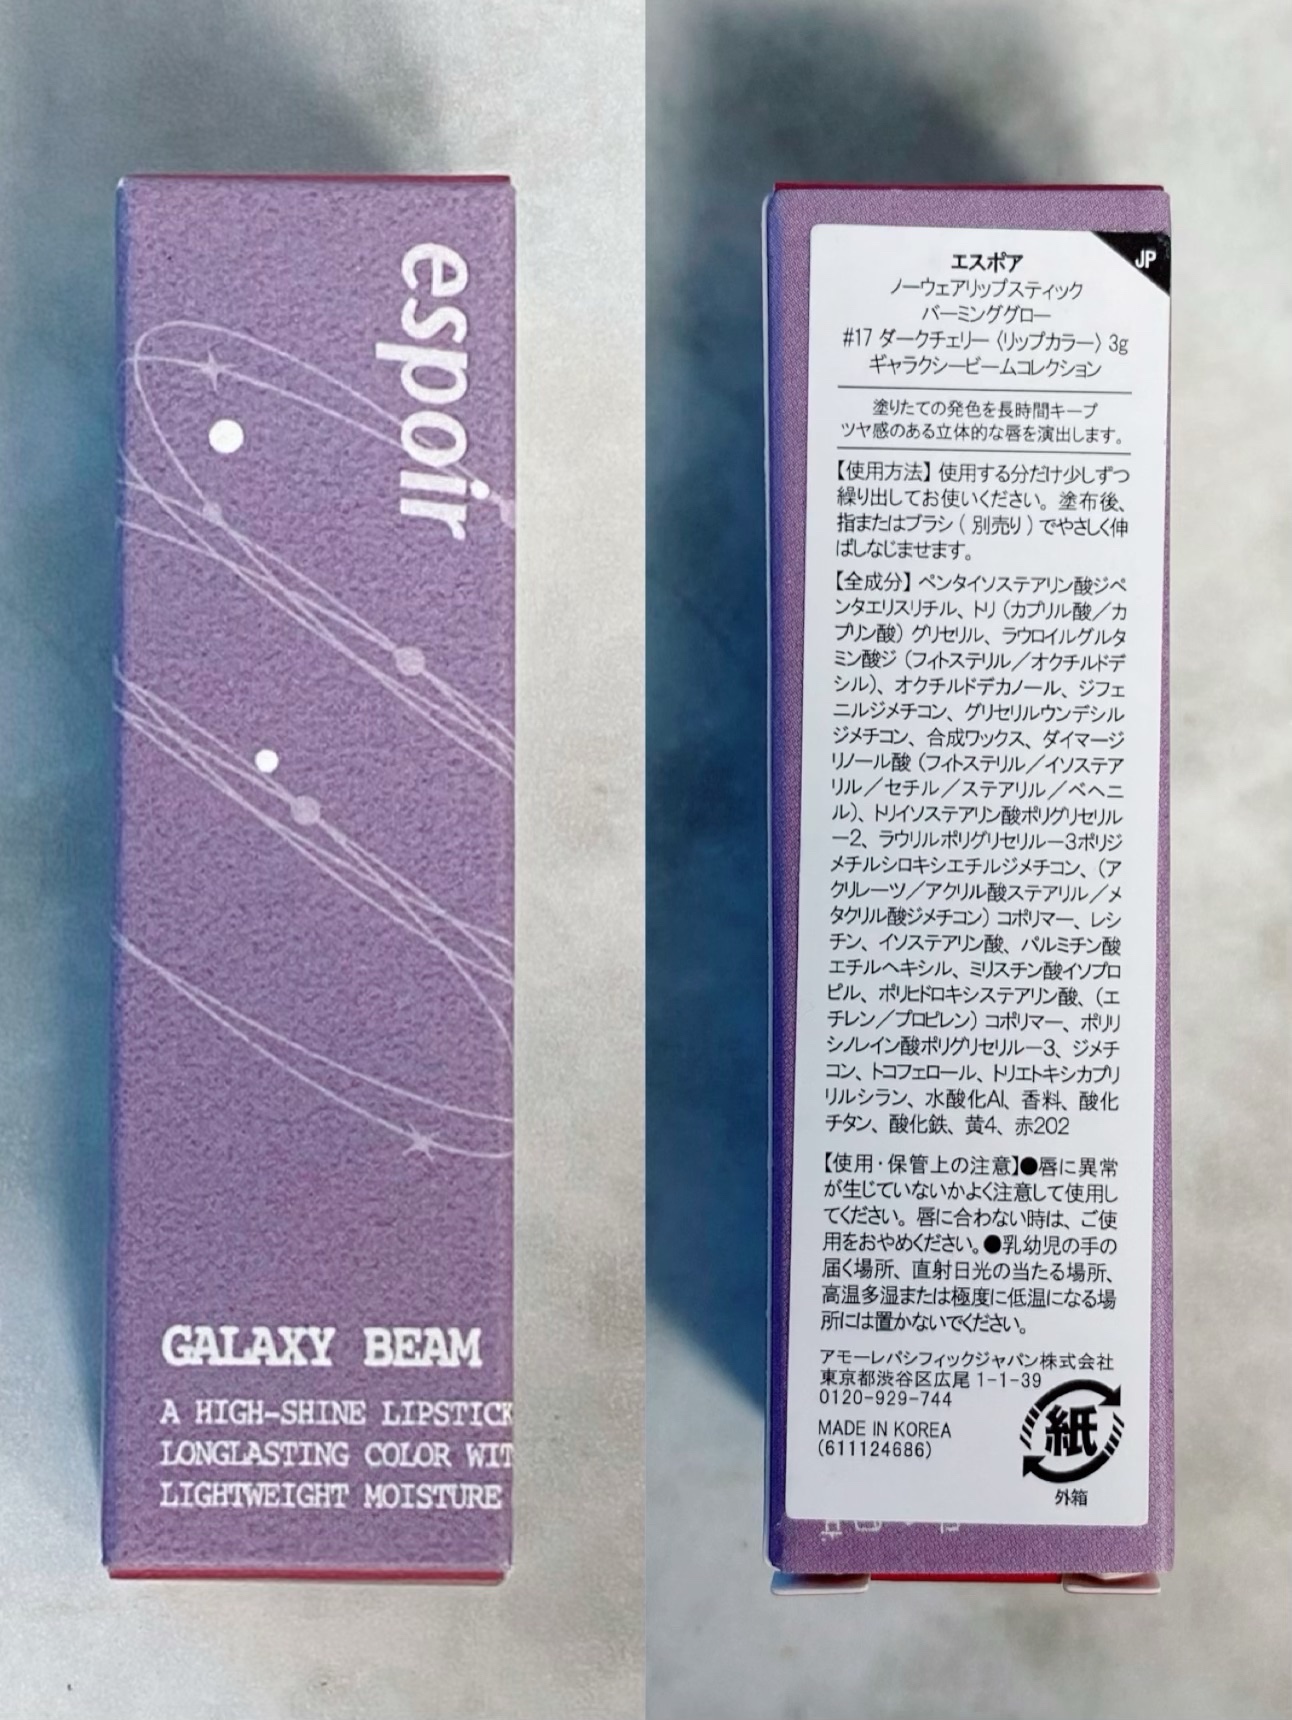 espoir
GALAXY BEAM
A HIGH-SHINE LIPSTICK
LONGLASTING COLOR WIT
LIGHTWEIGHT MOISTURE
JP
エスポア
ノーウェアリップスティック
バーミンググロー
#17 ダークチェリー〈リップカラー〉3g
ギャラクシービームコレクション
塗りたての発色を長時間キープ
ツヤ感のある立体的な唇を演出します。
【使用方法】使用する分だけ少しずつ
繰り出してお使いください。塗布後、
指またはブラシ(別売り)でやさしく伸
ばしなじませます。
【全成分】ペンタイソステアリン酸ジペ
ンタエリスリチル、トリ(カプリル酸/カ
プリン酸)グリセリル、ラウロイルグルタ
ミン酸ジ(フィトステリル/オクチルドデ
シル)、オクチルドデカノール、ジフェ
ニルジメチコン、グリセリルウンデシル
ジメチコン、合成ワックス、ダイマージ
リノール酸(フィトステリル/イソステア
リル/セチル/ステアリル/ベヘニ
ル)、トリイソステアリン酸ポリグリセリル
ー2、ラウリルポリグリセリルー3ポリジ
メチルシロキシエチルジメチコン、(ア
クリレーツ/アクリル酸ステアリル/メ
タクリル酸ジメチコン)コポリマー、レシ
チン、イソステアリン酸、パルミチン酸
エチルヘキシル、ミリスチン酸イソプロ
ピル、ポリヒドロキシステアリン酸、(エ
チレン/プロピレン)コポリマー、ポリリ
シノレイン酸ポリグリセリルー3、ジメチ
コン、トコフェロール、トリエトキシカプリ
リルシラン、水酸化Al、香料、酸化
チタン、酸化鉄、黄4、赤202
【使用・保管上の注意】●唇に異常
が生じていないかよく注意して使用し
てください。唇に合わない時は、ご使
用をおやめください。●乳幼児の手の
届く場所、直射日光の当たる場所、
高温多湿または極度に低温になる場
所には置かないでください。
アモーレパシフィックジャパン株式会社
東京都渋谷区広尾 1-1-39
0120-929-744
MADE IN KOREA
(611124686)
紙
外箱